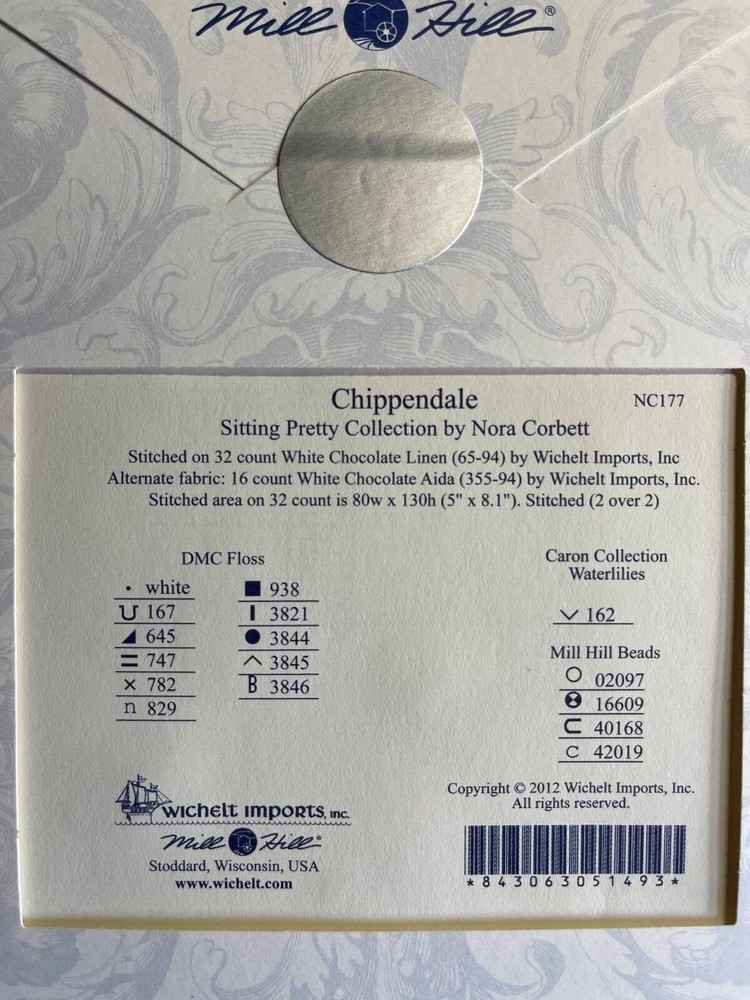 Mill Hill®
Chippendale NC177
Sitting Pretty Collection by Nora Corbett
Stitched on 32 count White Chocolate Linen (65-94) by Wichelt Imports, Inc
Alternate fabric: 16 count White Chocolate Aida (355-94) by Wichelt Imports, Inc.
Stitched area on 32 count is 80w x 130h (5" x 8.1"). Stitched (2 over 2)
DMC Floss
• white
U 167
◢ 645
= 747
× 782
n 829
■ 938
I 3821
● 3844
^ 3845
B 3846
Caron Collection
Waterlilies
∨ 162
Mill Hill Beads
O 02097
16609
⊂ 40168
C 42019
Copyright © 2012 Wichelt Imports, Inc.
All rights reserved.
wichelt imports, inc.
Mill Hill®
Stoddard, Wisconsin, USA
www.wichelt.com
*843063051493*